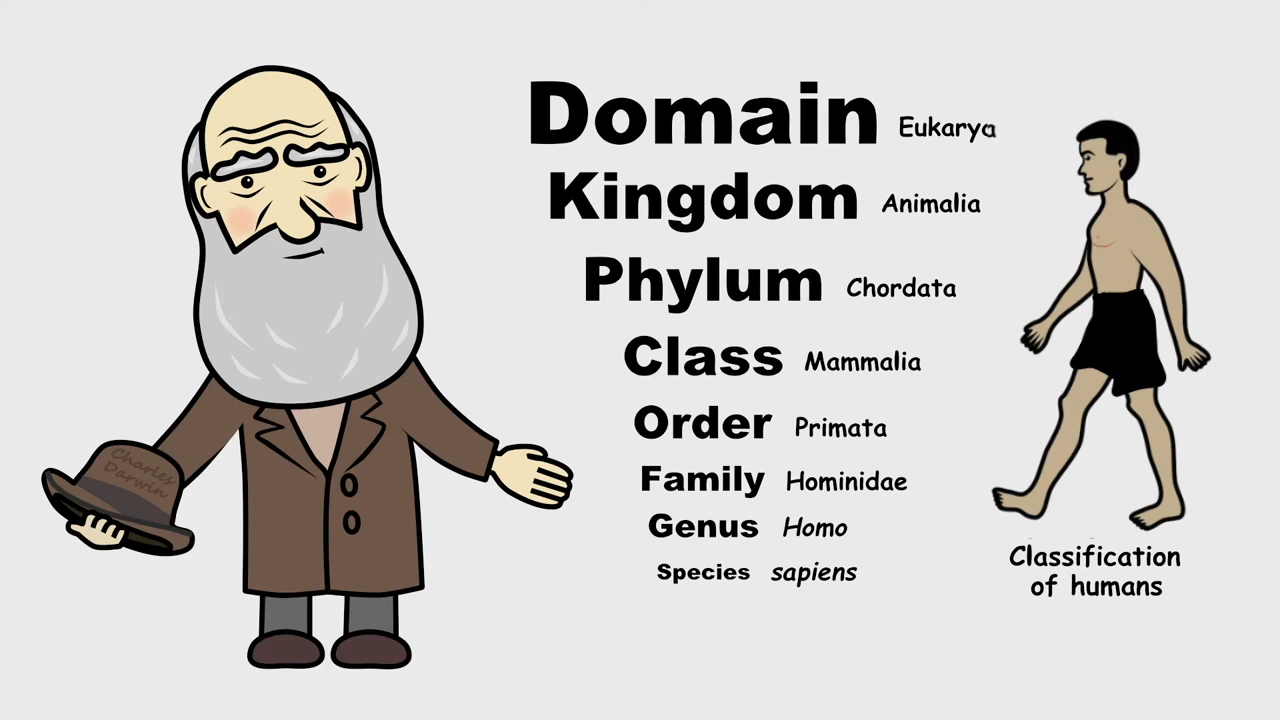 Domain Eukarya
Kingdom Animalia
Phylum Chordata
Class Mammalia
Order Primata
Family Hominidae
Genus Homo
Species sapiens
Charles
Darwin
Classification
of humans